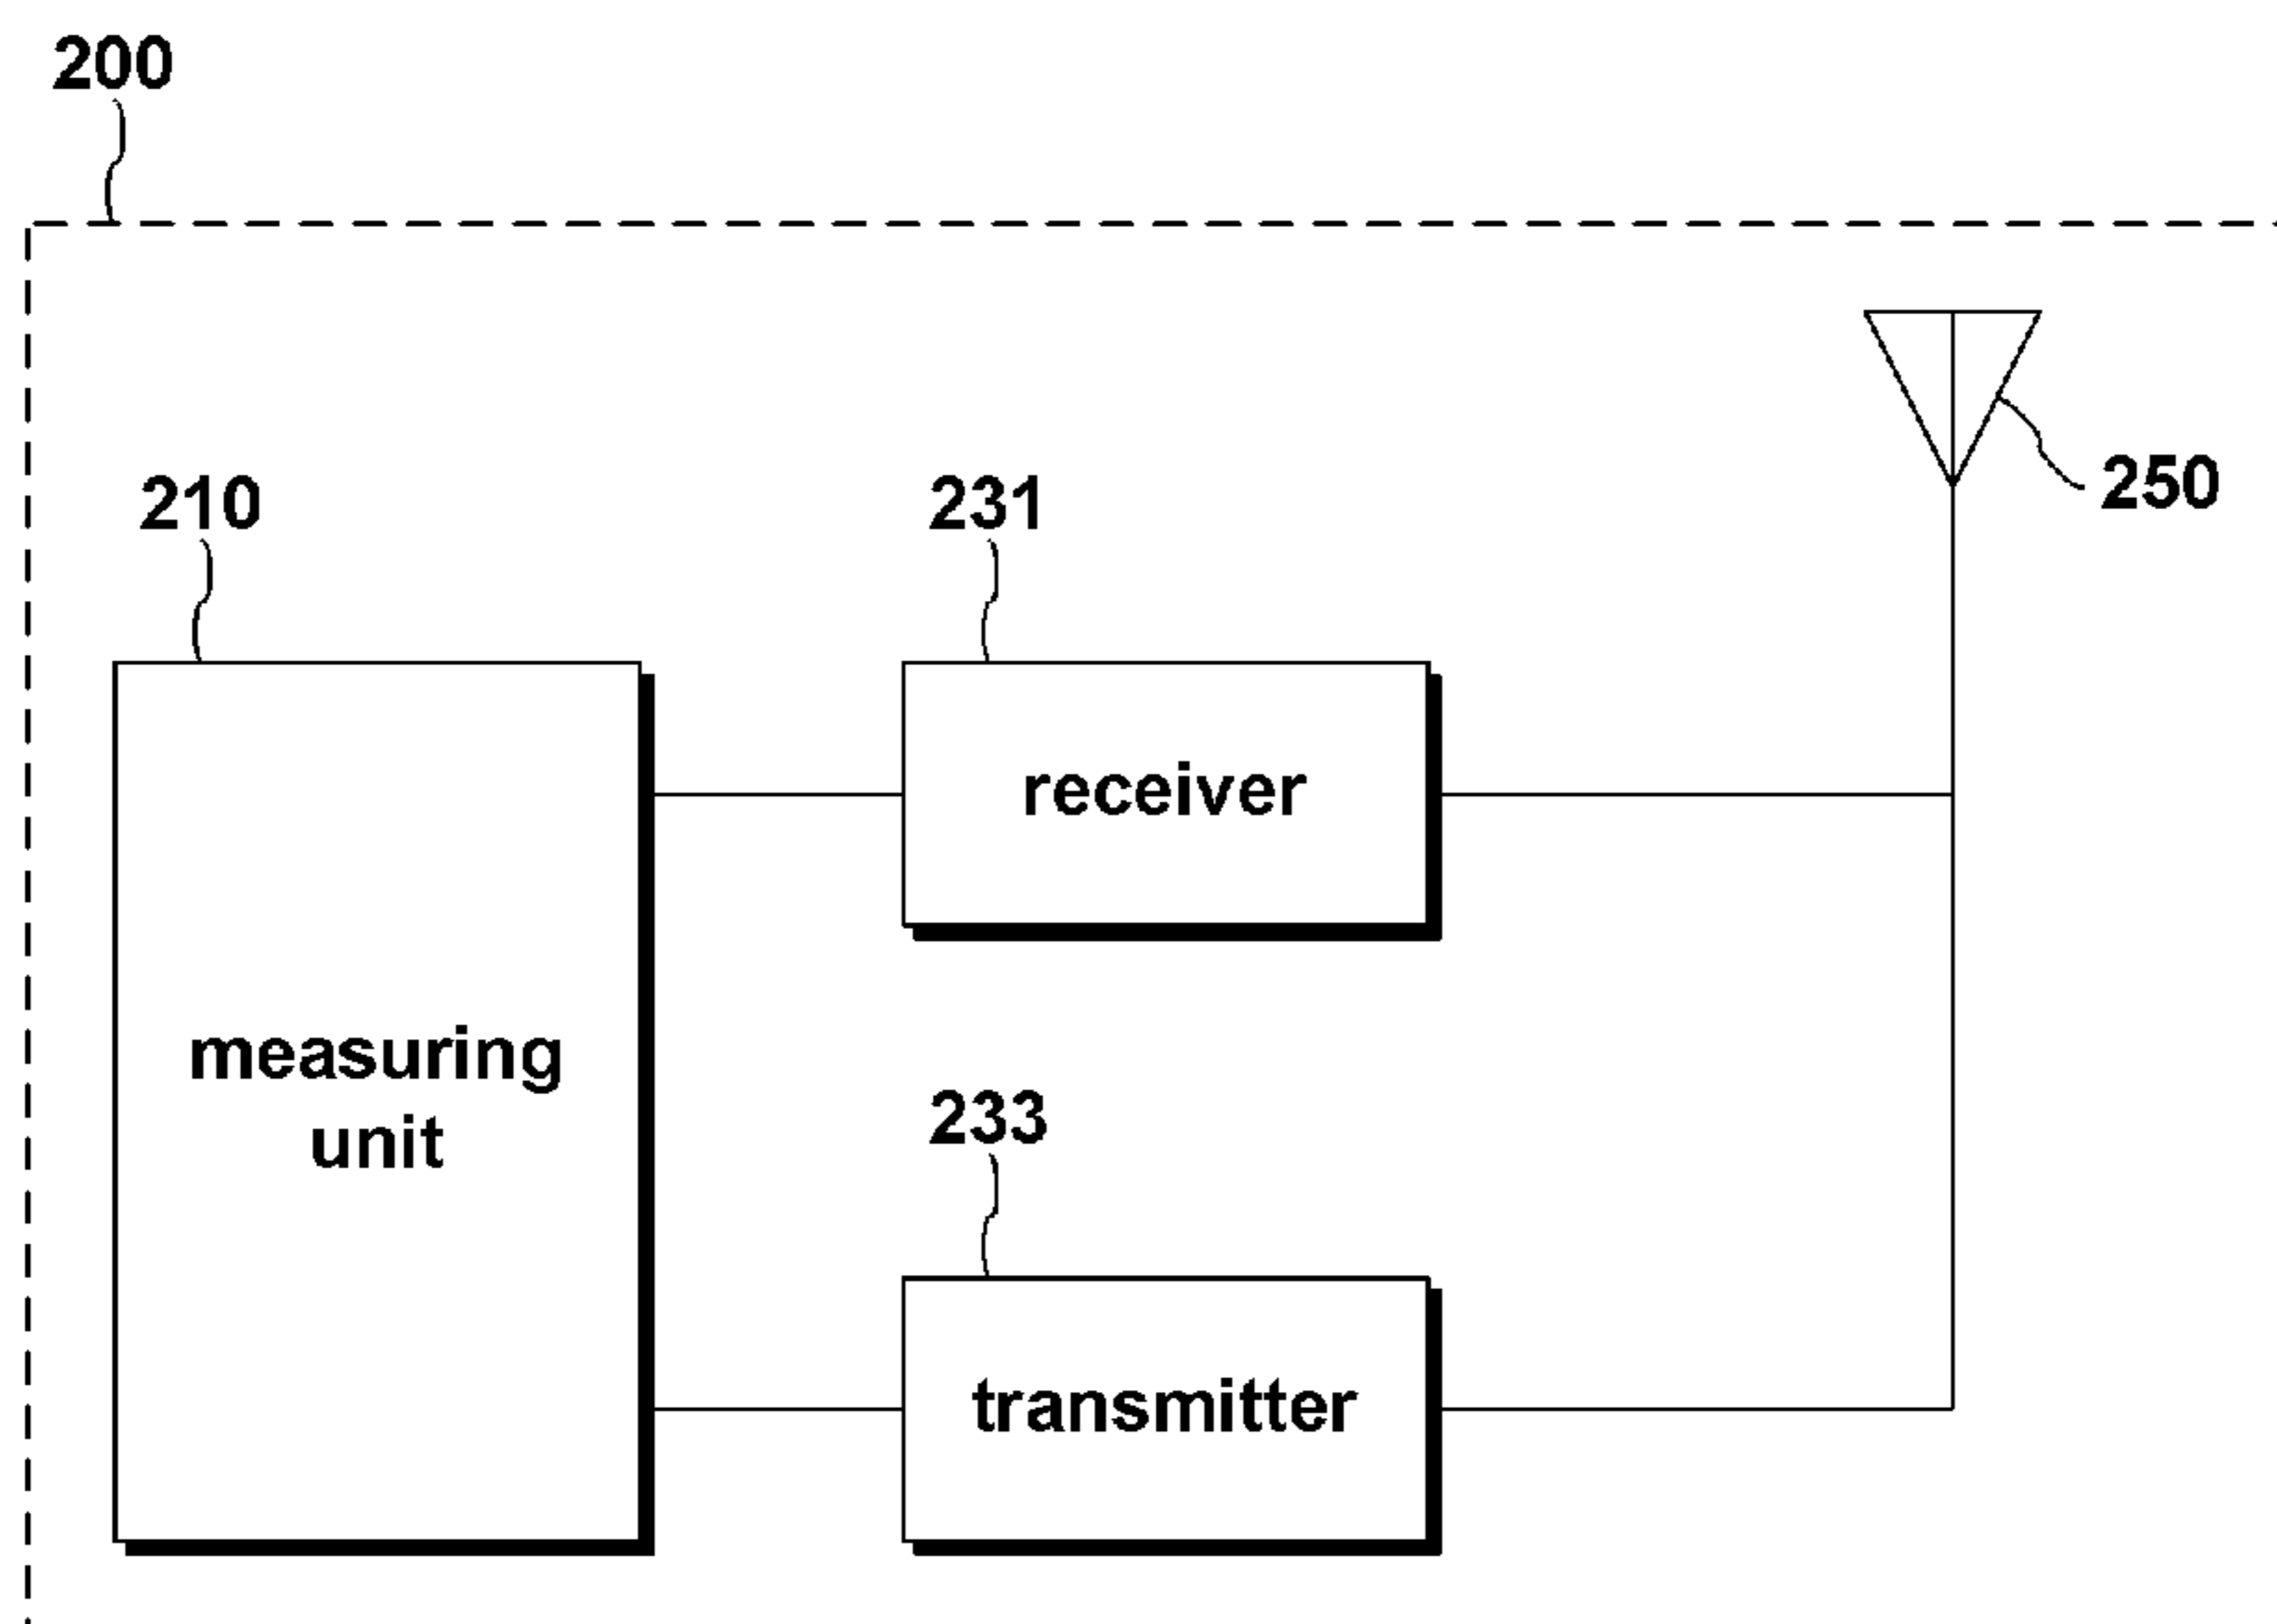 200
250
210
231
receiver
measuring
unit
233
transmitter